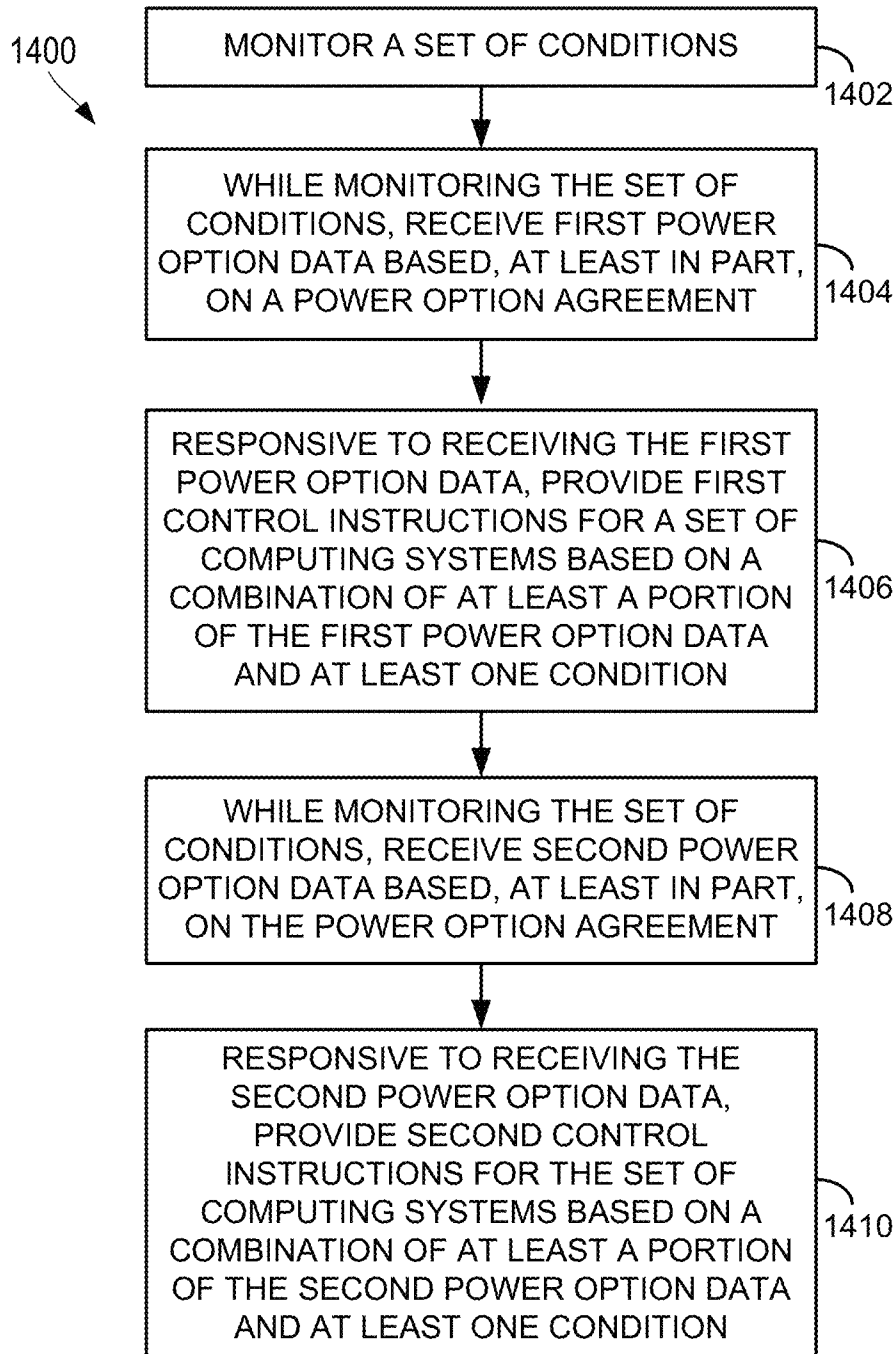 1400
MONITOR A SET OF CONDITIONS
1402
WHILE MONITORING THE SET OF
CONDITIONS, RECEIVE FIRST POWER
OPTION DATA BASED, AT LEAST IN PART,
ON A POWER OPTION AGREEMENT
1404
RESPONSIVE TO RECEIVING THE FIRST
POWER OPTION DATA, PROVIDE FIRST
CONTROL INSTRUCTIONS FOR A SET OF
COMPUTING SYSTEMS BASED ON A
COMBINATION OF AT LEAST A PORTION
OF THE FIRST POWER OPTION DATA
AND AT LEAST ONE CONDITION
1406
WHILE MONITORING THE SET OF
CONDITIONS, RECEIVE SECOND POWER
OPTION DATA BASED, AT LEAST IN PART,
ON THE POWER OPTION AGREEMENT
1408
RESPONSIVE TO RECEIVING THE
SECOND POWER OPTION DATA,
PROVIDE SECOND CONTROL
INSTRUCTIONS FOR THE SET OF
COMPUTING SYSTEMS BASED ON A
COMBINATION OF AT LEAST A PORTION
OF THE SECOND POWER OPTION DATA
AND AT LEAST ONE CONDITION
1410